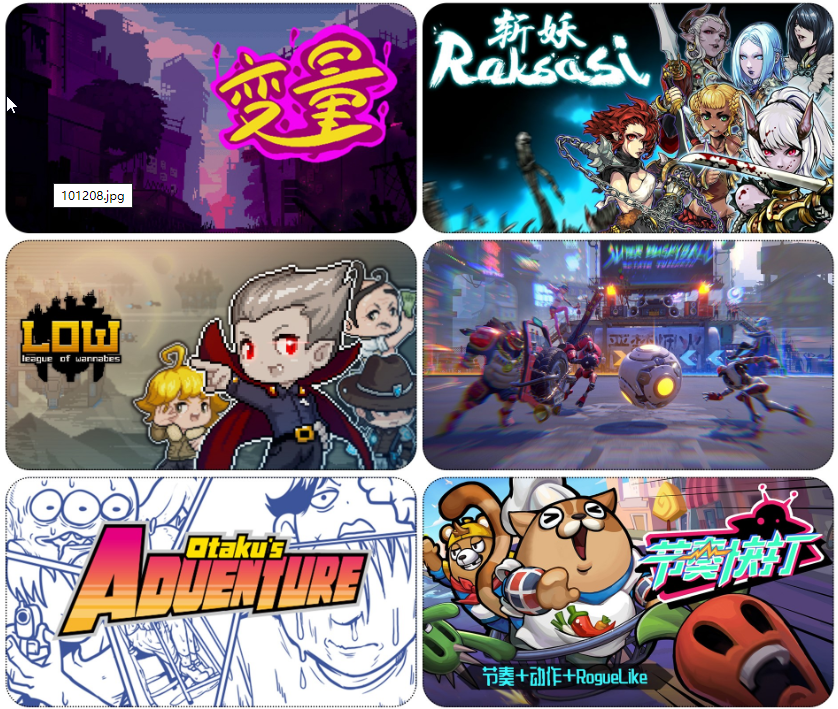 变量
101208.jpg
斩妖
Raksasi
LOW
league of wannabes
Otaku's
ADVENTURE
节奏快打
节奏+动作+RogueLike